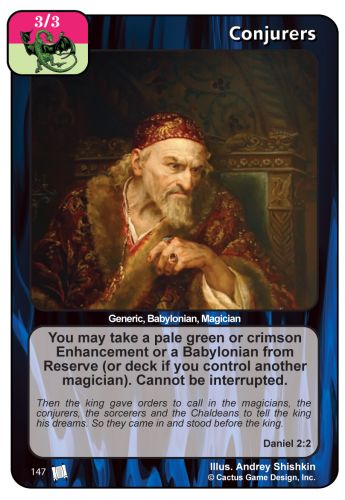 3/3
Conjurers
Generic, Babylonian, Magician
You may take a pale green or crimson
Enhancement or a Babylonian from
Reserve (or deck if you control another
magician). Cannot be interrupted.
Then the king gave orders to call in the magicians, the
conjurers, the sorcerers and the Chaldeans to tell the king
his dreams. So they came in and stood before the king.
Daniel 2:2
147
Illus. Andrey Shishkin
© Cactus Game Design, Inc.